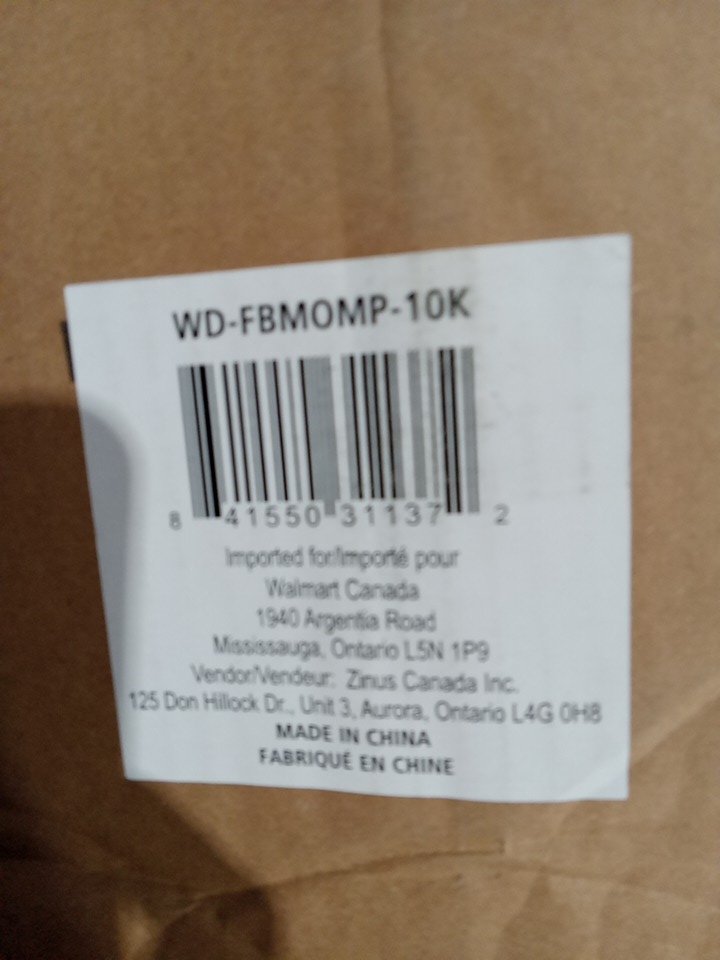 WD-FBMOMP-10K
8 41550 31137 2
Imported for/Importé pour
Walmart Canada
1940 Argentia Road
Mississauga, Ontario L5N 1P9
Vendor/Vendeur: Zinus Canada Inc.
125 Don Hillock Dr., Unit 3, Aurora, Ontario L4G 0H8
MADE IN CHINA
FABRIQUÉ EN CHINE